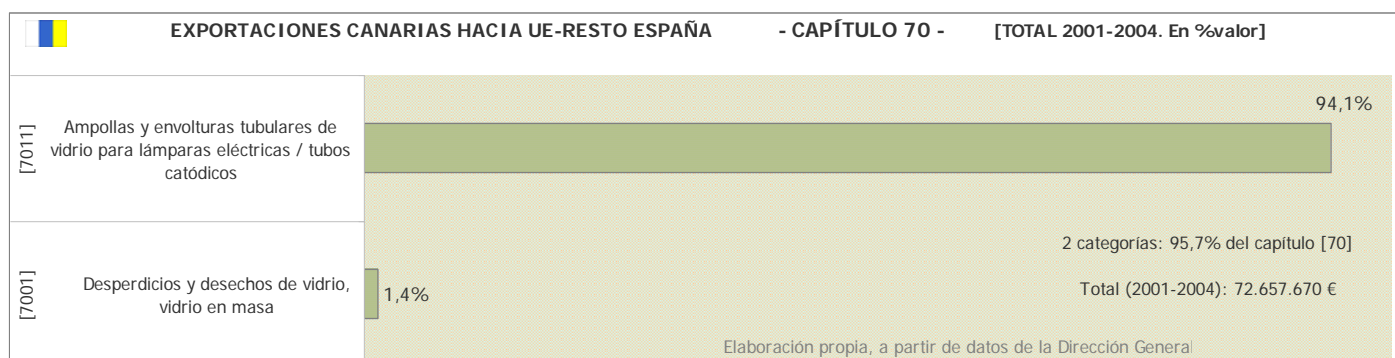 EXPORTACIONES CANARIAS HACIA UE-RESTO ESPAÑA - CAPÍTULO 70 - [TOTAL 2001-2004. En %valor]
94,1%
[7011]
Ampollas y envolturas tubulares de
vidrio para lámparas eléctricas / tubos
catódicos
2 categorías: 95,7% del capítulo [70]
[7001]
Desperdicios y desechos de vidrio,
vidrio en masa
1,4%
Total (2001-2004): 72.657.670 €
Elaboración propia, a partir de datos de la Dirección General